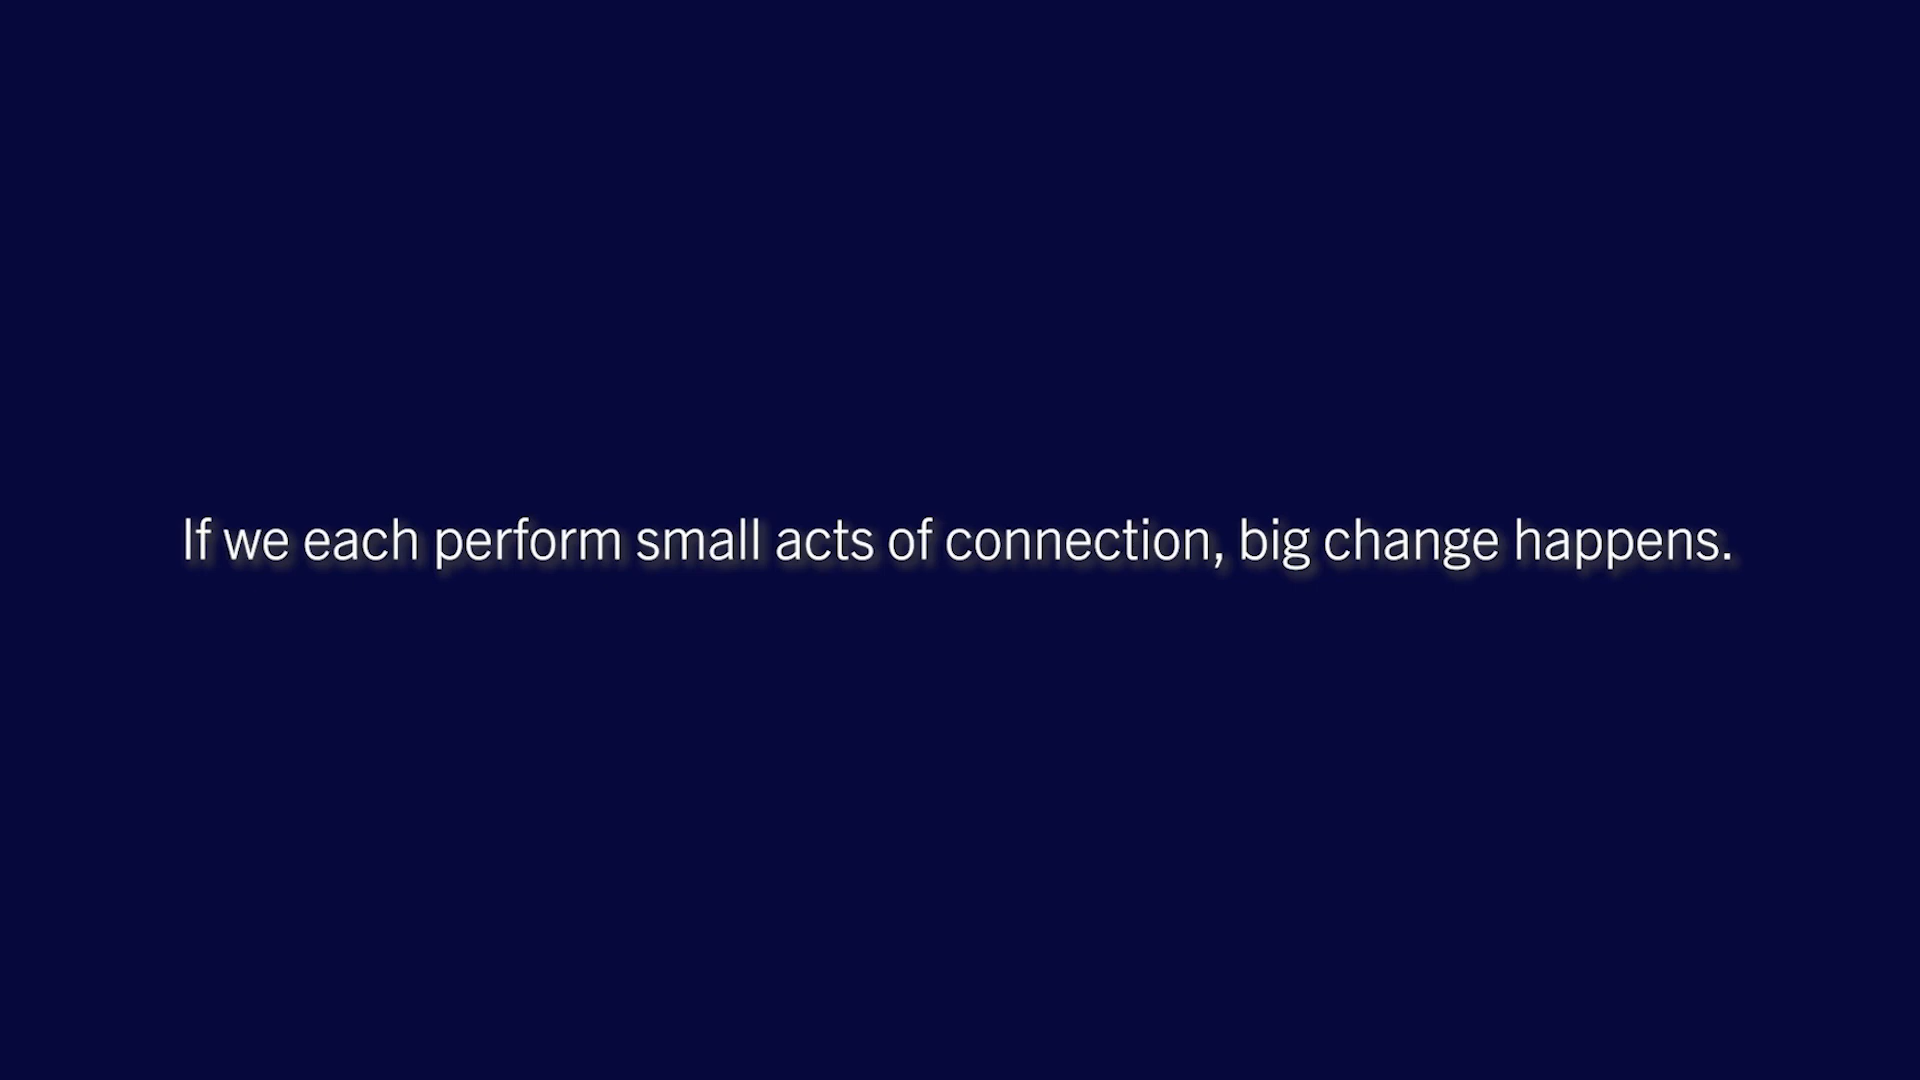 If we each perform small acts of connection, big change happens.